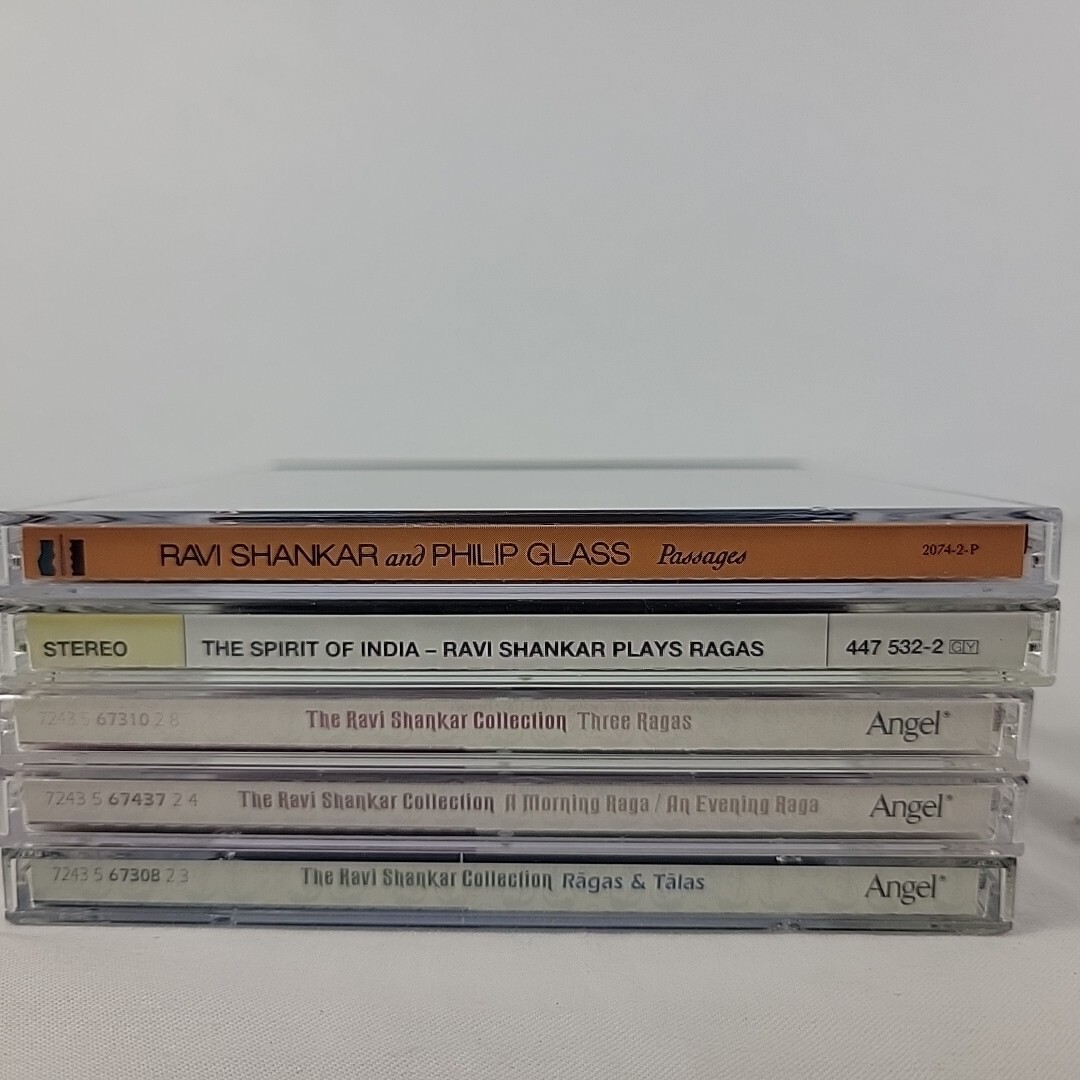 RAVI SHANKAR and PHILIP GLASS Passages 2074-2-P
STEREO THE SPIRIT OF INDIA – RAVI SHANKAR PLAYS RAGAS 447 532-2 GY
7243 5 67310 2 8 The Ravi Shankar Collection Three Ragas Angel
7243 5 67437 2 4 The Ravi Shankar Collection A Morning Raga / An Evening Raga Angel
7243 5 67308 2 3 The Ravi Shankar Collection Rāgas & Tālas Angel